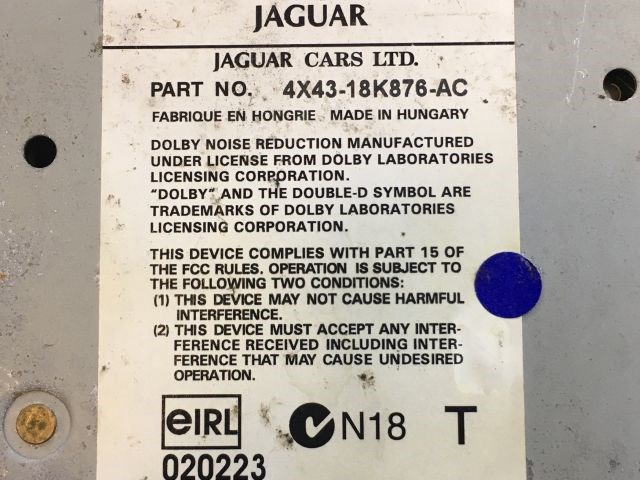 JAGUAR
JAGUAR CARS LTD.
PART NO. 4X43-18K876-AC
FABRIQUE EN HONGRIE MADE IN HUNGARY
DOLBY NOISE REDUCTION MANUFACTURED
UNDER LICENSE FROM DOLBY LABORATORIES
LICENSING CORPORATION.
"DOLBY" AND THE DOUBLE-D SYMBOL ARE
TRADEMARKS OF DOLBY LABORATORIES
LICENSING CORPORATION.
THIS DEVICE COMPLIES WITH PART 15 OF
THE FCC RULES. OPERATION IS SUBJECT TO
THE FOLLOWING TWO CONDITIONS:
(1) THIS DEVICE MAY NOT CAUSE HARMFUL
INTERFERENCE.
(2) THIS DEVICE MUST ACCEPT ANY INTER-
FERENCE RECEIVED INCLUDING INTER-
FERENCE THAT MAY CAUSE UNDESIRED
OPERATION.
eIRL N18 T
020223